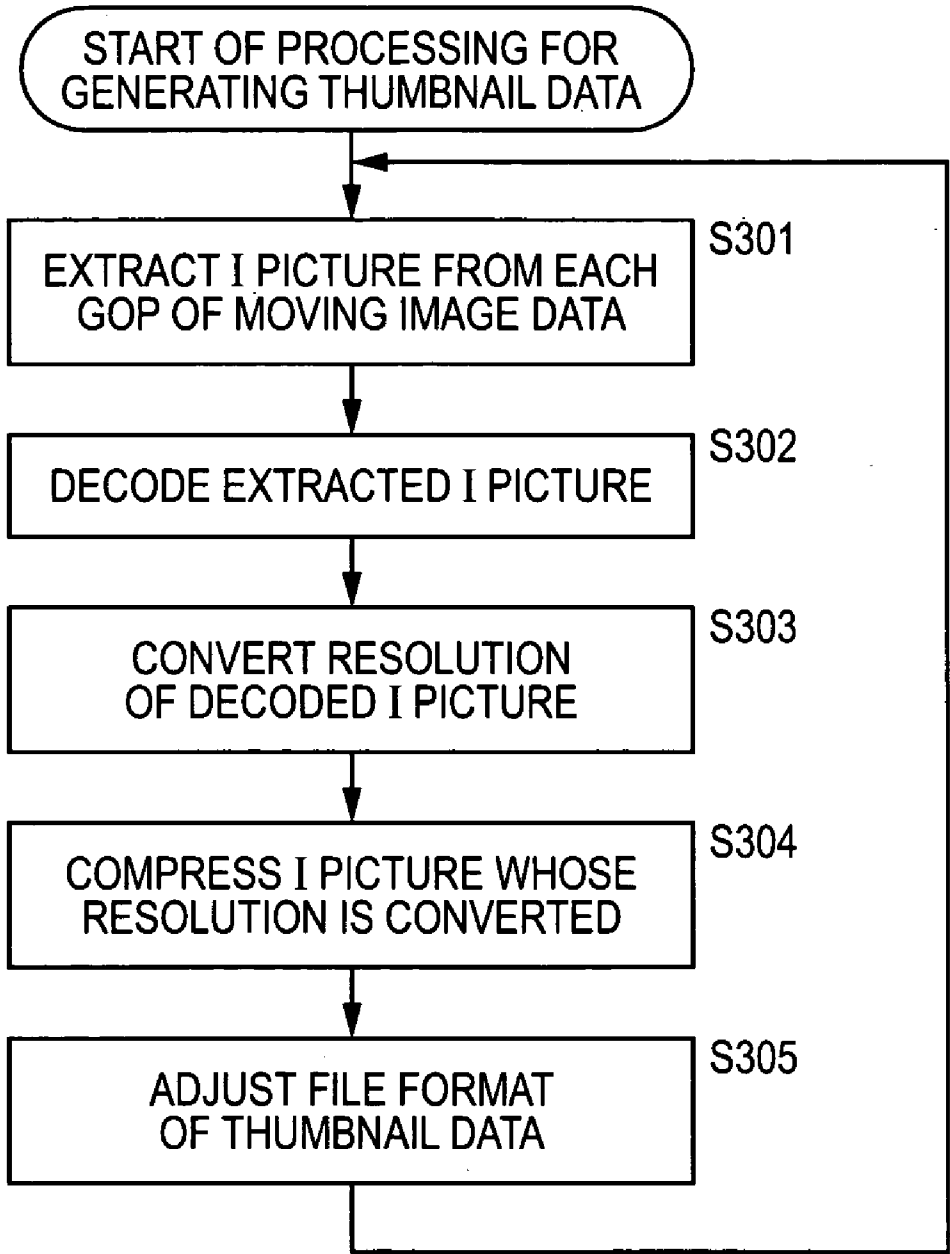 START OF PROCESSING FOR
GENERATING THUMBNAIL DATA
S301
EXTRACT I PICTURE FROM EACH
GOP OF MOVING IMAGE DATA
S302
DECODE EXTRACTED I PICTURE
S303
CONVERT RESOLUTION
OF DECODED I PICTURE
S304
COMPRESS I PICTURE WHOSE
RESOLUTION IS CONVERTED
S305
ADJUST FILE FORMAT
OF THUMBNAIL DATA